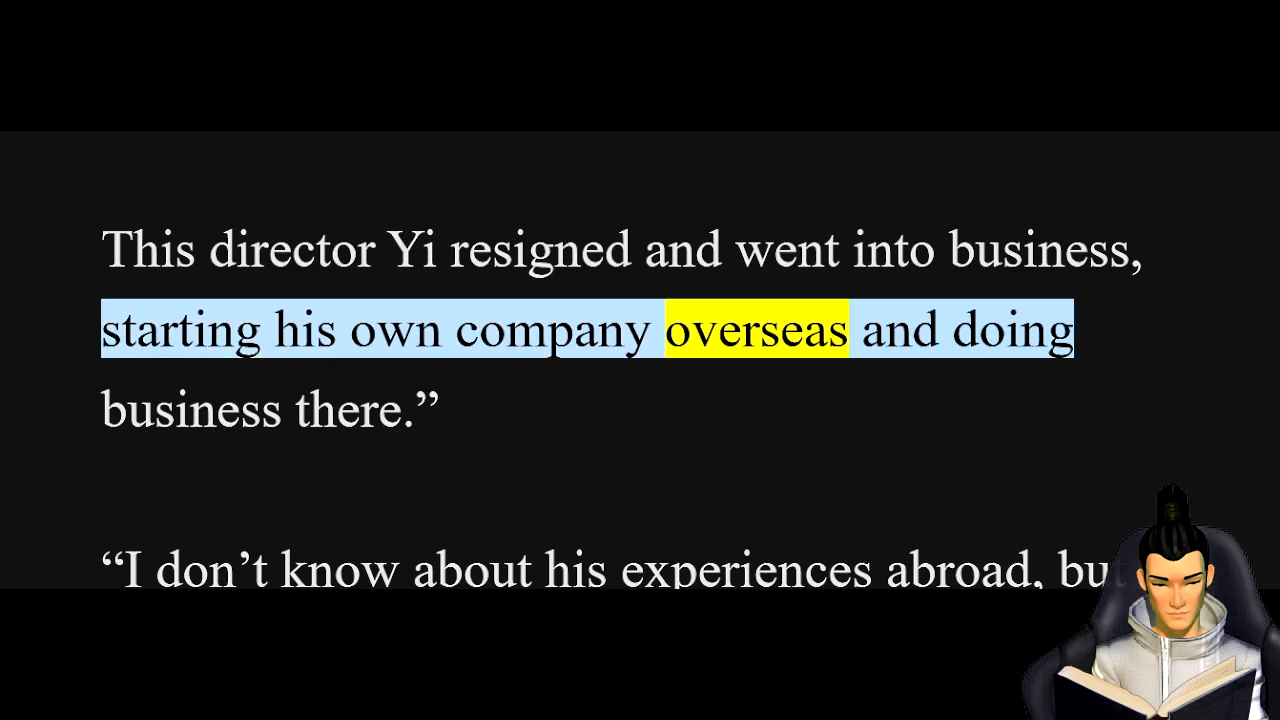 This director Yi resigned and went into business,
starting his own company overseas and doing
business there.”
“I don’t know about his experiences abroad, but